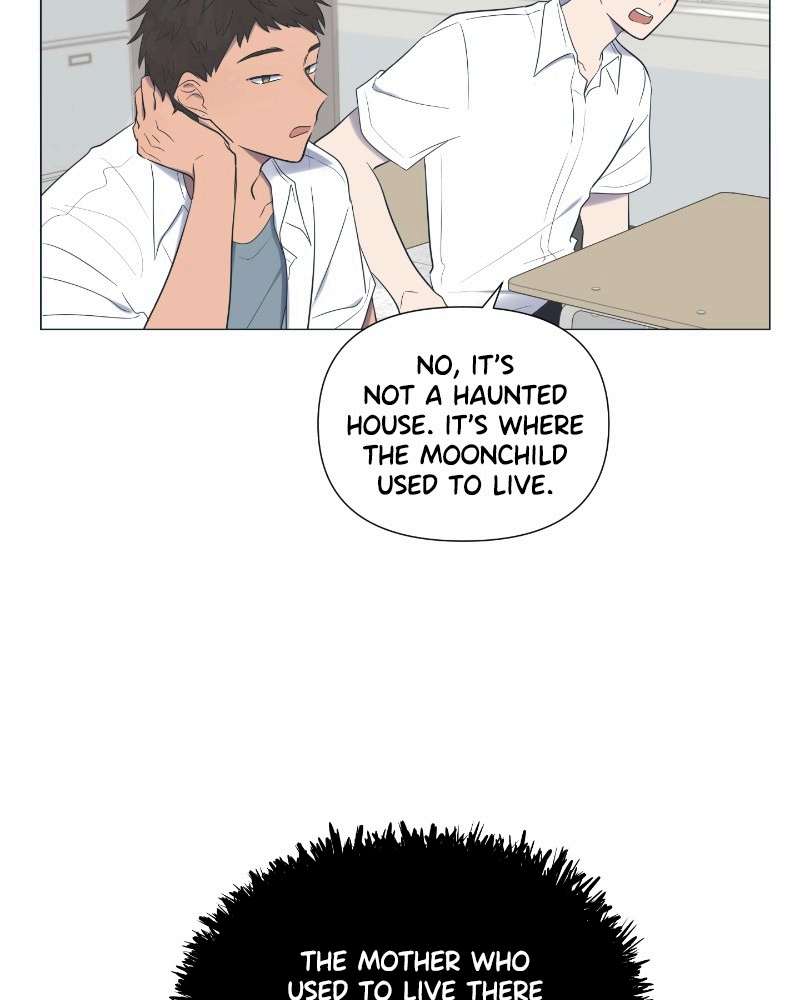 NO, IT'S
NOT A HAUNTED
HOUSE. IT'S WHERE
THE MOONCHILD
USED TO LIVE.
THE MOTHER WHO
USED TO LIVE THERE